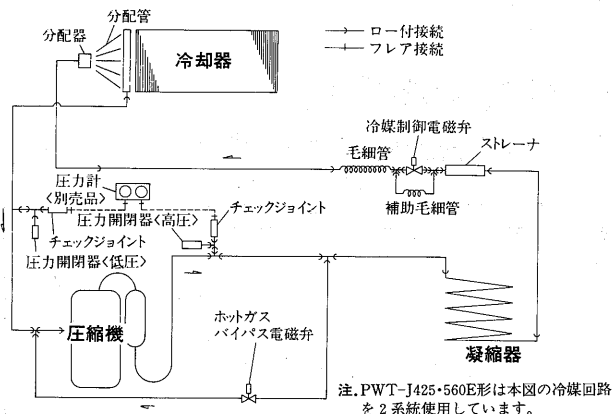 分配管
分配器
冷却器
ロー付接続
フレア接続
冷媒制御電磁弁
ストレーナ
毛細管
補助毛細管
圧力計
〈別売品〉
チェックジョイント
圧力開閉器〈高圧〉
チェックジョイント
圧力開閉器〈低圧〉
圧縮機
ホットガス
バイパス電磁弁
凝縮器
注.PWT-J425・560E形は本図の冷媒回路
を2系統使用しています。